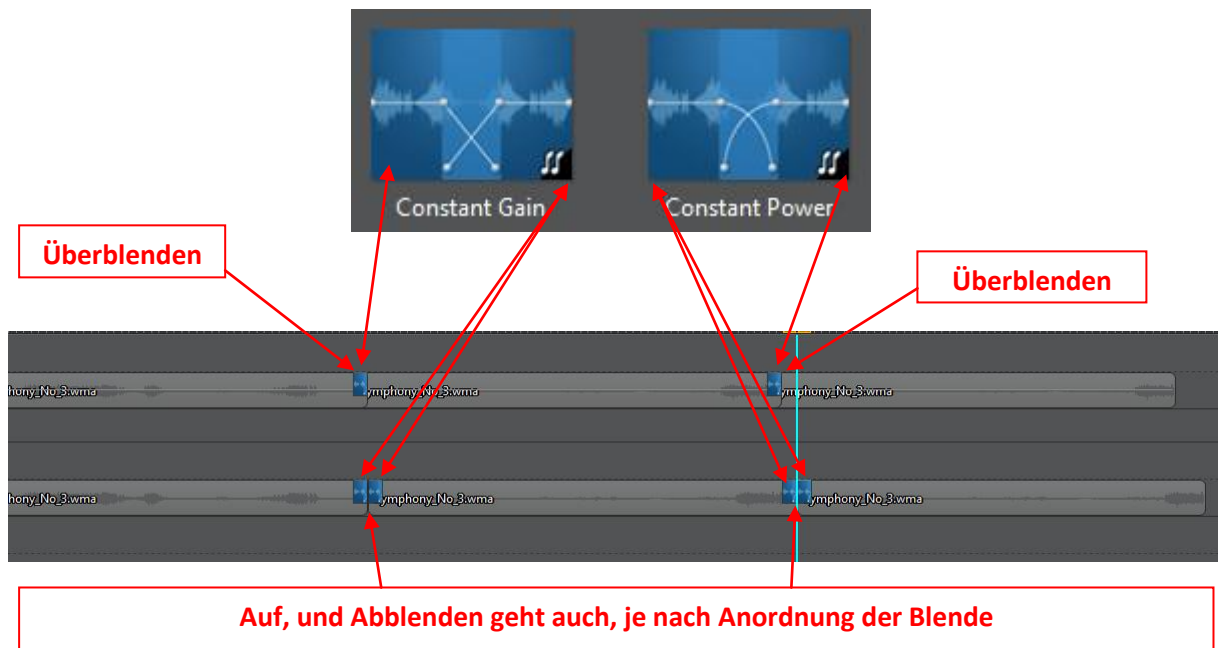 Constant Gain
Constant Power
Überblenden
Überblenden
hony_No_3.wma
ymphony_No_3.wma
ymphony_No_3.wma
hony_No_3.wma
ymphony_No_3.wma
ymphony_No_3.wma
Auf, und Abblenden geht auch, je nach Anordnung der Blende